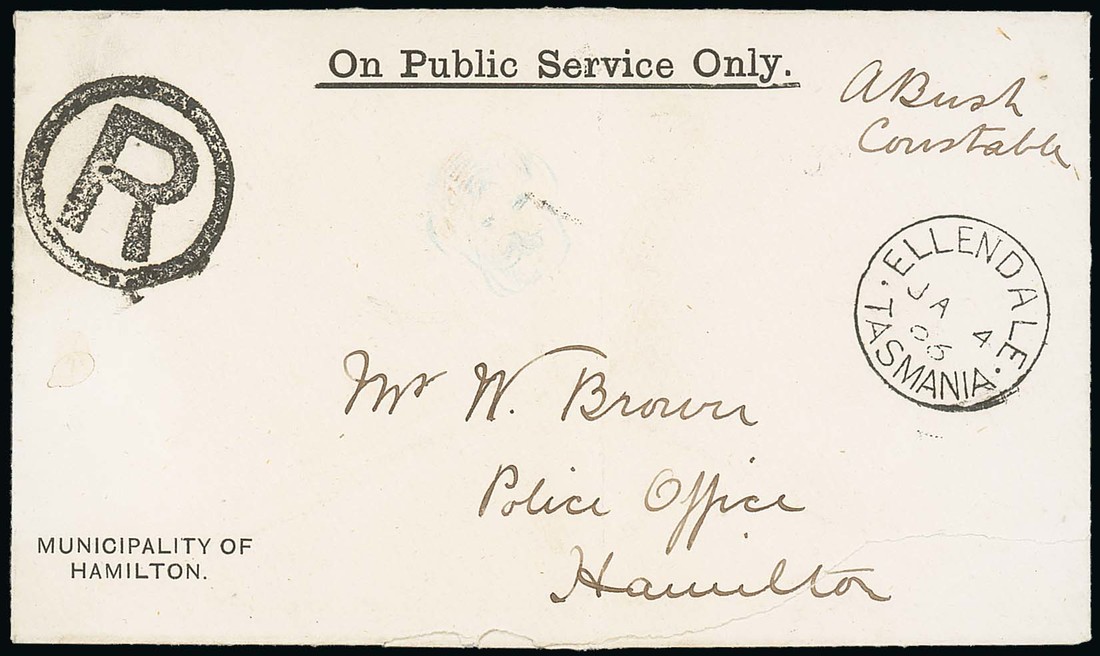 On Public Service Only.
A Bush
Constable
R
ELLENDALE.
JA 4
06
TASMANIA.
Mr W. Brown
Police Office
Hamilton
MUNICIPALITY OF
HAMILTON.